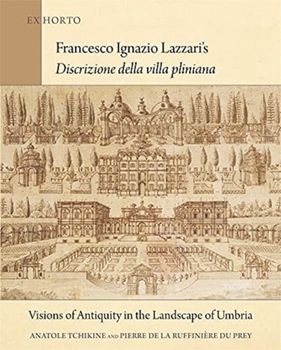 EX HORTO
Francesco Ignazio Lazzari's
Discrizione della villa pliniana
Visions of Antiquity in the Landscape of Umbria
ANATOLE TCHIKINE AND PIERRE DE LA RUFFINIÈRE DU PREY